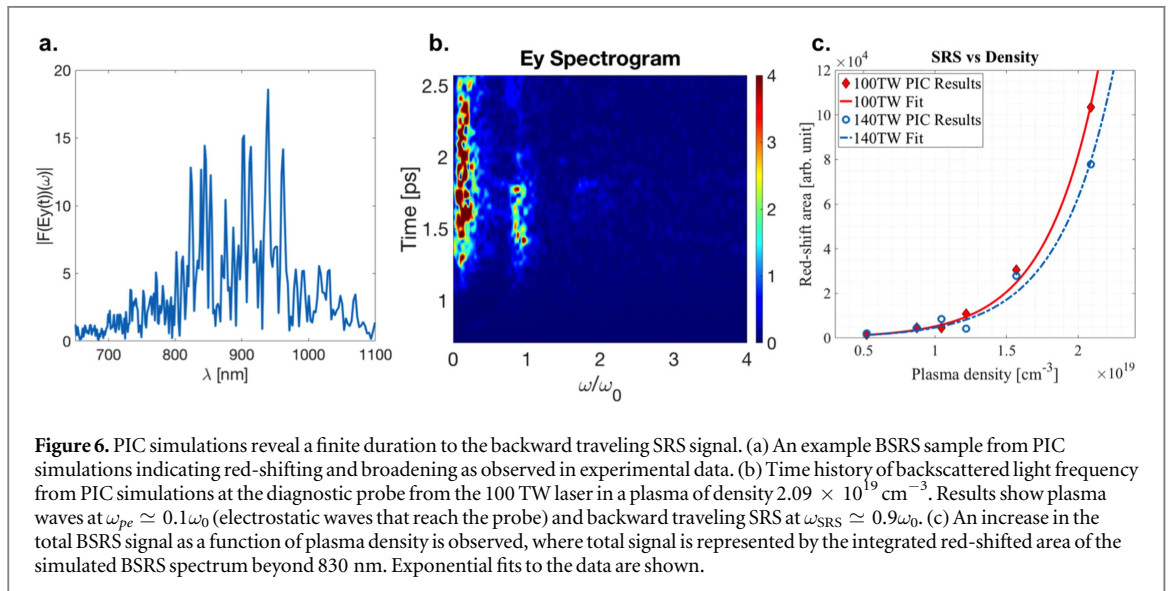 a.
20
15
10
5
0
|F(Ey(t))(ω)|
700 800 900 1000 1100
λ [nm]
b.
Ey Spectrogram
2.5
2
1.5
1
Time [ps]
0 1 2 3 4
ω/ω₀
4
3
2
1
0
c.
SRS vs Density
×10⁴
12
10
8
6
4
2
0
Red-shift area [arb. unit]
100TW PIC Results
100TW Fit
140TW PIC Results
140TW Fit
0.5 1 1.5 2
Plasma density [cm⁻³] ×10¹⁹
Figure 6. PIC simulations reveal a finite duration to the backward traveling SRS signal. (a) An example BSRS sample from PIC
simulations indicating red-shifting and broadening as observed in experimental data. (b) Time history of backscattered light frequency
from PIC simulations at the diagnostic probe from the 100 TW laser in a plasma of density 2.09 × 10¹⁹ cm⁻³. Results show plasma
waves at ωpe ≃ 0.1ω₀ (electrostatic waves that reach the probe) and backward traveling SRS at ωSRS ≃ 0.9ω₀. (c) An increase in the
total BSRS signal as a function of plasma density is observed, where total signal is represented by the integrated red-shifted area of the
simulated BSRS spectrum beyond 830 nm. Exponential fits to the data are shown.